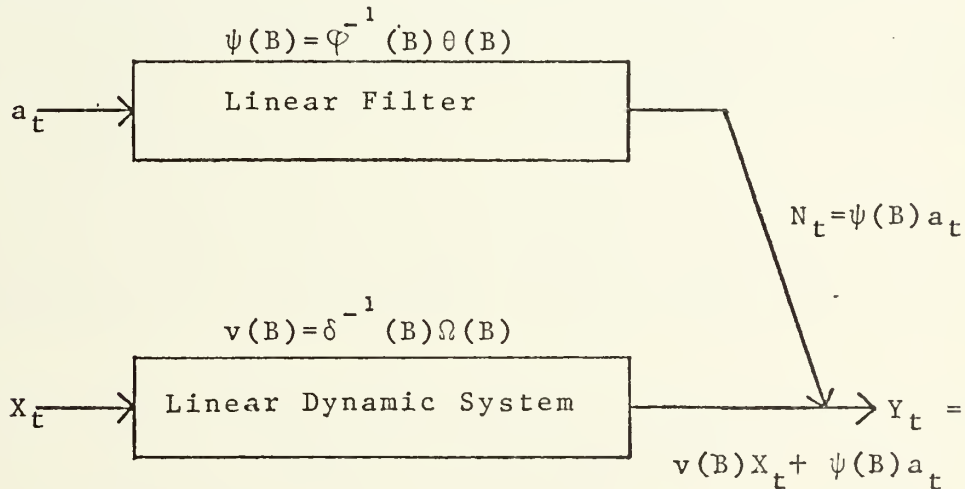 ψ(B)=φ⁻¹(B)θ(B)
Linear Filter
a_t
N_t=ψ(B)a_t
v(B)=δ⁻¹(B)Ω(B)
X_t
Linear Dynamic System
Y_t =
v(B)X_t+ ψ(B)a_t